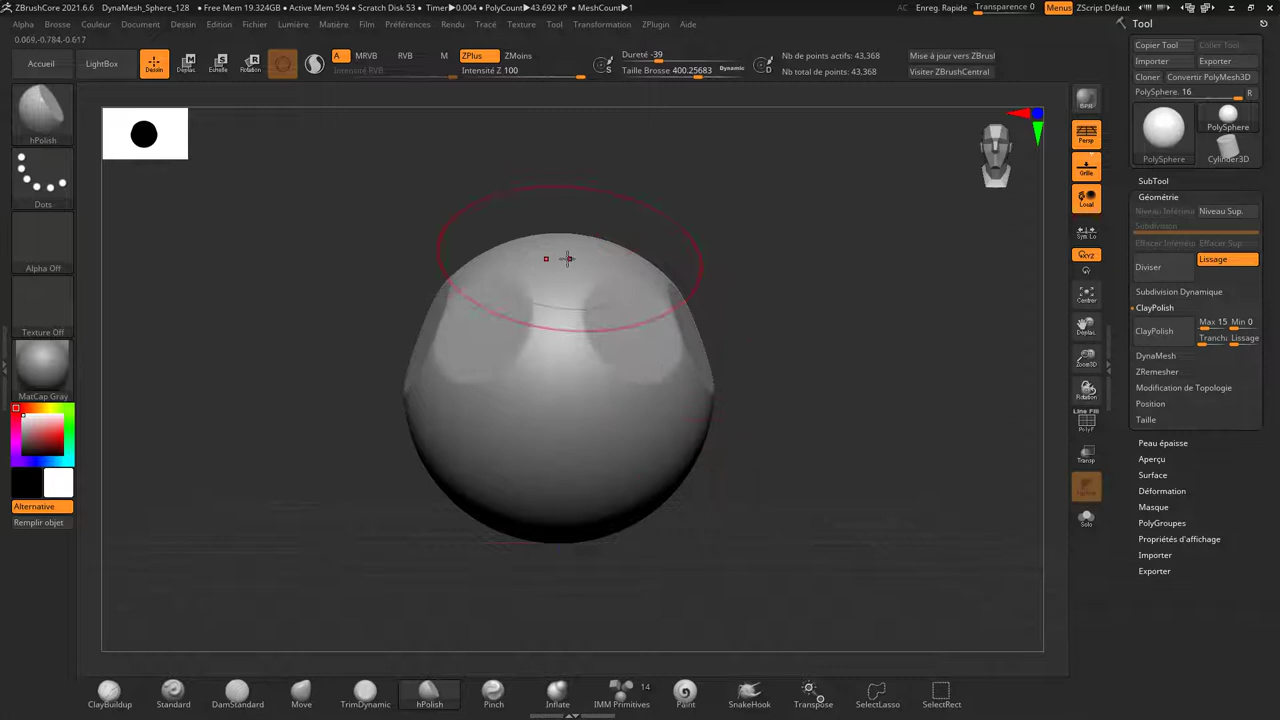 ZBrushCore 2021.6.6 DynaMesh_Sphere_128 • Free Mem 19.324GB • Active Mem 594 • Scratch Disk 53 • Timer▶0.004 • PolyCount▶43.692 KP • MeshCount▶1 AC Enreg. Rapide Transparence 0 Menus ZScript Défaut
Alpha Brosse Couleur Document Dessin Edition Fichier Lumière Matière Film Préférences Rendu Tracé Texture Tool Transformation ZPlugin Aide
0.069,-0.784,-0.617
Accueil LightBox Dessin Déplac Echelle Rotation
A MRVB RVB M ZPlus ZMoins
Intensité RVB Intensité Z 100
Dureté -39
Taille Brosse 400.25683 Dynamic
S D
Nb de points actifs: 43,368 Mise à jour vers ZBrusl
Nb total de points: 43,368 Visiter ZBrushCentral
hPolish
Dots
Alpha Off
Texture Off
MatCap Gray
Alternative
Remplir objet
Persp
Grille
Local
Sym Lo
XYZ
Centrer
Déplac
Zoom3D
Rotation
Line Fill
PolyF
Transp
Solo
Tool
Copier Tool Coller Tool
Importer Exporter
Cloner Convertir PolyMesh3D
PolySphere. 16 R
PolySphere
PolySphere Cylinder3D
SubTool
Géométrie
Niveau Inférieu Niveau Sup.
Subdivision
Effacer Inférieu Effacer Sup
Diviser Lissage
Subdivision Dynamique
ClayPolish
ClayPolish Max 15 Min 0
Tranch Lissage
DynaMesh
ZRemesher
Modification de Topologie
Position
Taille
Peau épaisse
Aperçu
Surface
Déformation
Masque
PolyGroupes
Propriétés d'affichage
Importer
Exporter
14
ClayBuildup Standard DamStandard Move TrimDynamic hPolish Pinch Inflate IMM Primitives Paint SnakeHook Transpose SelectLasso SelectRect